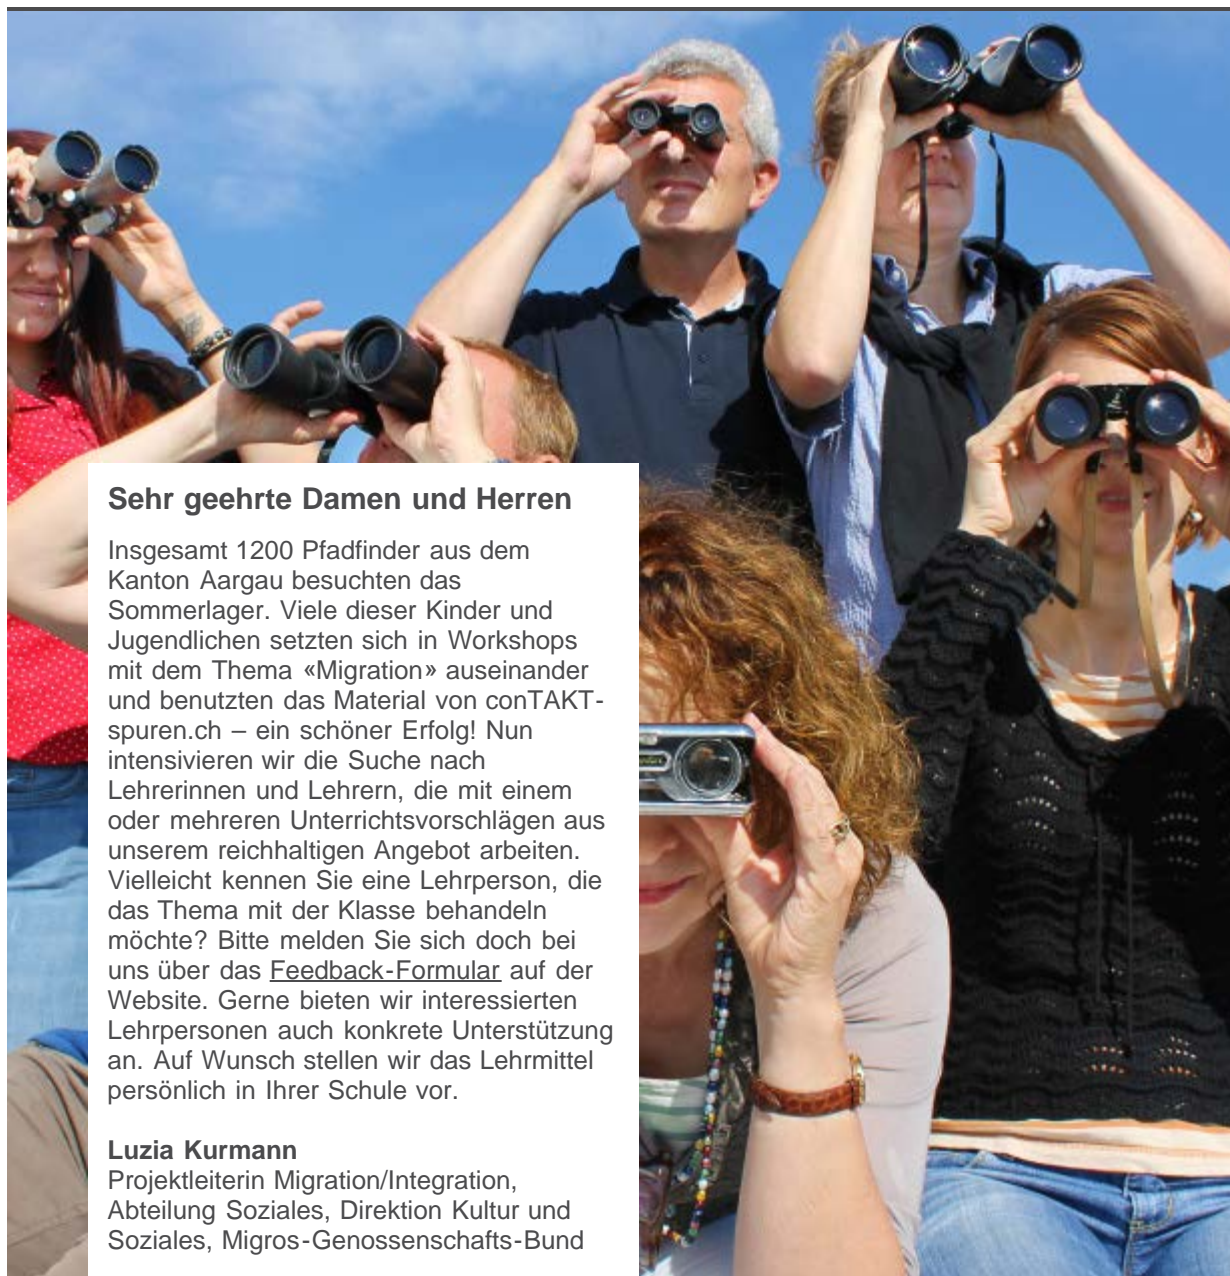 Sehr geehrte Damen und Herren
Insgesamt 1200 Pfadfinder aus dem
Kanton Aargau besuchten das
Sommerlager. Viele dieser Kinder und
Jugendlichen setzten sich in Workshops
mit dem Thema «Migration» auseinander
und benutzten das Material von conTAKT-
spuren.ch – ein schöner Erfolg! Nun
intensivieren wir die Suche nach
Lehrerinnen und Lehrern, die mit einem
oder mehreren Unterrichtsvorschlägen aus
unserem reichhaltigen Angebot arbeiten.
Vielleicht kennen Sie eine Lehrperson, die
das Thema mit der Klasse behandeln
möchte? Bitte melden Sie sich doch bei
uns über das Feedback-Formular auf der
Website. Gerne bieten wir interessierten
Lehrpersonen auch konkrete Unterstützung
an. Auf Wunsch stellen wir das Lehrmittel
persönlich in Ihrer Schule vor.
Luzia Kurmann
Projektleiterin Migration/Integration,
Abteilung Soziales, Direktion Kultur und
Soziales, Migros-Genossenschafts-Bund